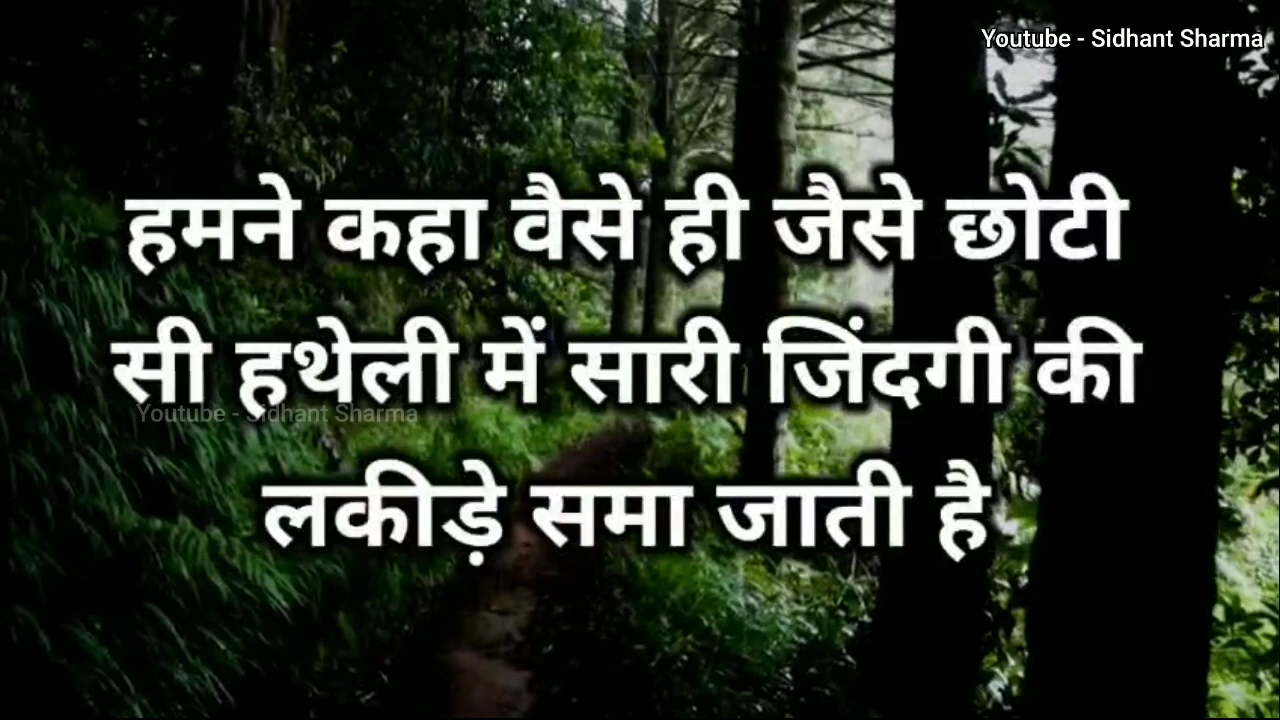 Youtube - Sidhant Sharma
हमने कहा वैसे ही जैसे छोटी
सी हथेली में सारी जिंदगी की
Youtube - Sidhant Sharma
लकीड़े समा जाती है